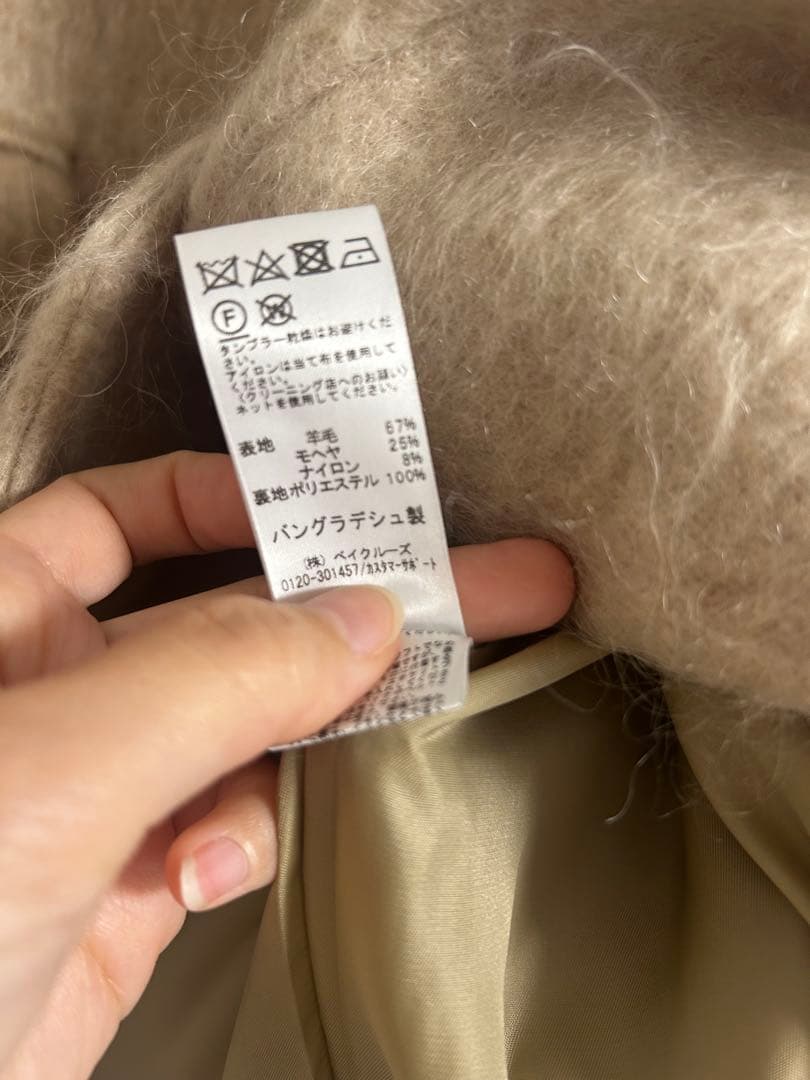 F
W
タンブラー乾燥はお避けくだ
さい。
アイロンは当て布を使用して
ください。
〈クリーニング店へのお願い〉
ネットを使用してください。
表地 羊毛 67%
モヘヤ 25%
ナイロン 8%
裏地ポリエステル 100%
バングラデシュ製
(株) ベイクルーズ
0120-301457/カスタマーサポート